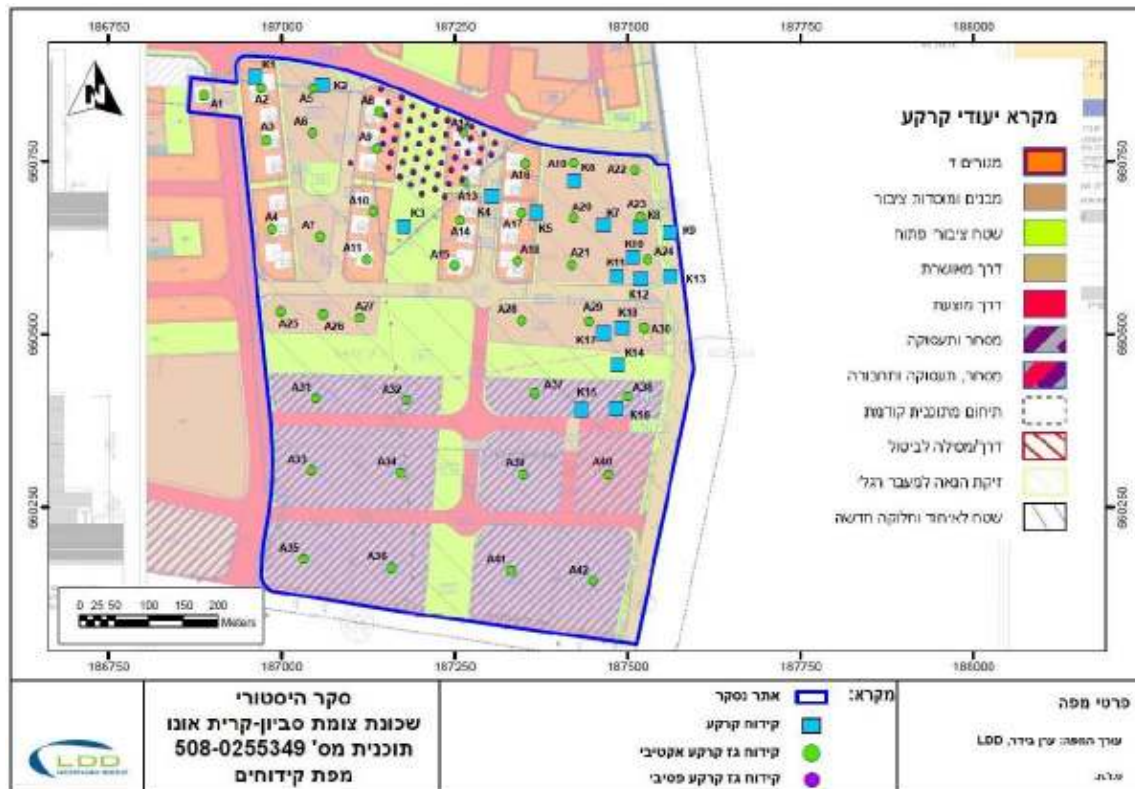 186750 187000 187250 187500 187750 188000
660750
660500
660250
660750
660500
660250
N
K1
K2
A1
A2
A5
A8
A3
A6
A9
A12
A16
A19
K6
A22
A10
A13
K4
A4
A7
K3
A14
A17
K5
A20
K7
A23
K8
K9
A11
A15
A18
A21
K10
A24
K11
K12
K13
A25
A26
A27
A28
A29
K18
K17
A30
K14
A31
A32
A37
A38
K15
K16
A33
A34
A39
A40
A35
A36
A41
A42
מקרא יעודי קרקע
מגורים ד
מבנים ומוסדות ציבור
שטח ציבורי פתוח
דרך מאושרת
דרך מוצעת
מסחר ותעסוקה
מסחר, תעסוקה ותחבורה
תיחום מתוכנית קודמת
דרך/מסילה לביטול
זיקת הנאה למעבר רגלי
שטח לאיחוד וחלוקה חדשה
0 25 50 100 150 200
Meters
186750 187000 187250 187500 187750 188000
פרטי מפה
עורך המפה: ערן גידר, LDD
מקרא:
אתר נסקר
קידוח קרקע
קידוח גז קרקע אקטיבי
קידוח גז קרקע פסיבי
סקר היסטורי
שכונת צומת סביון-קרית אונו
תוכנית מס' 508-0255349
מפת קידוחים
LDD